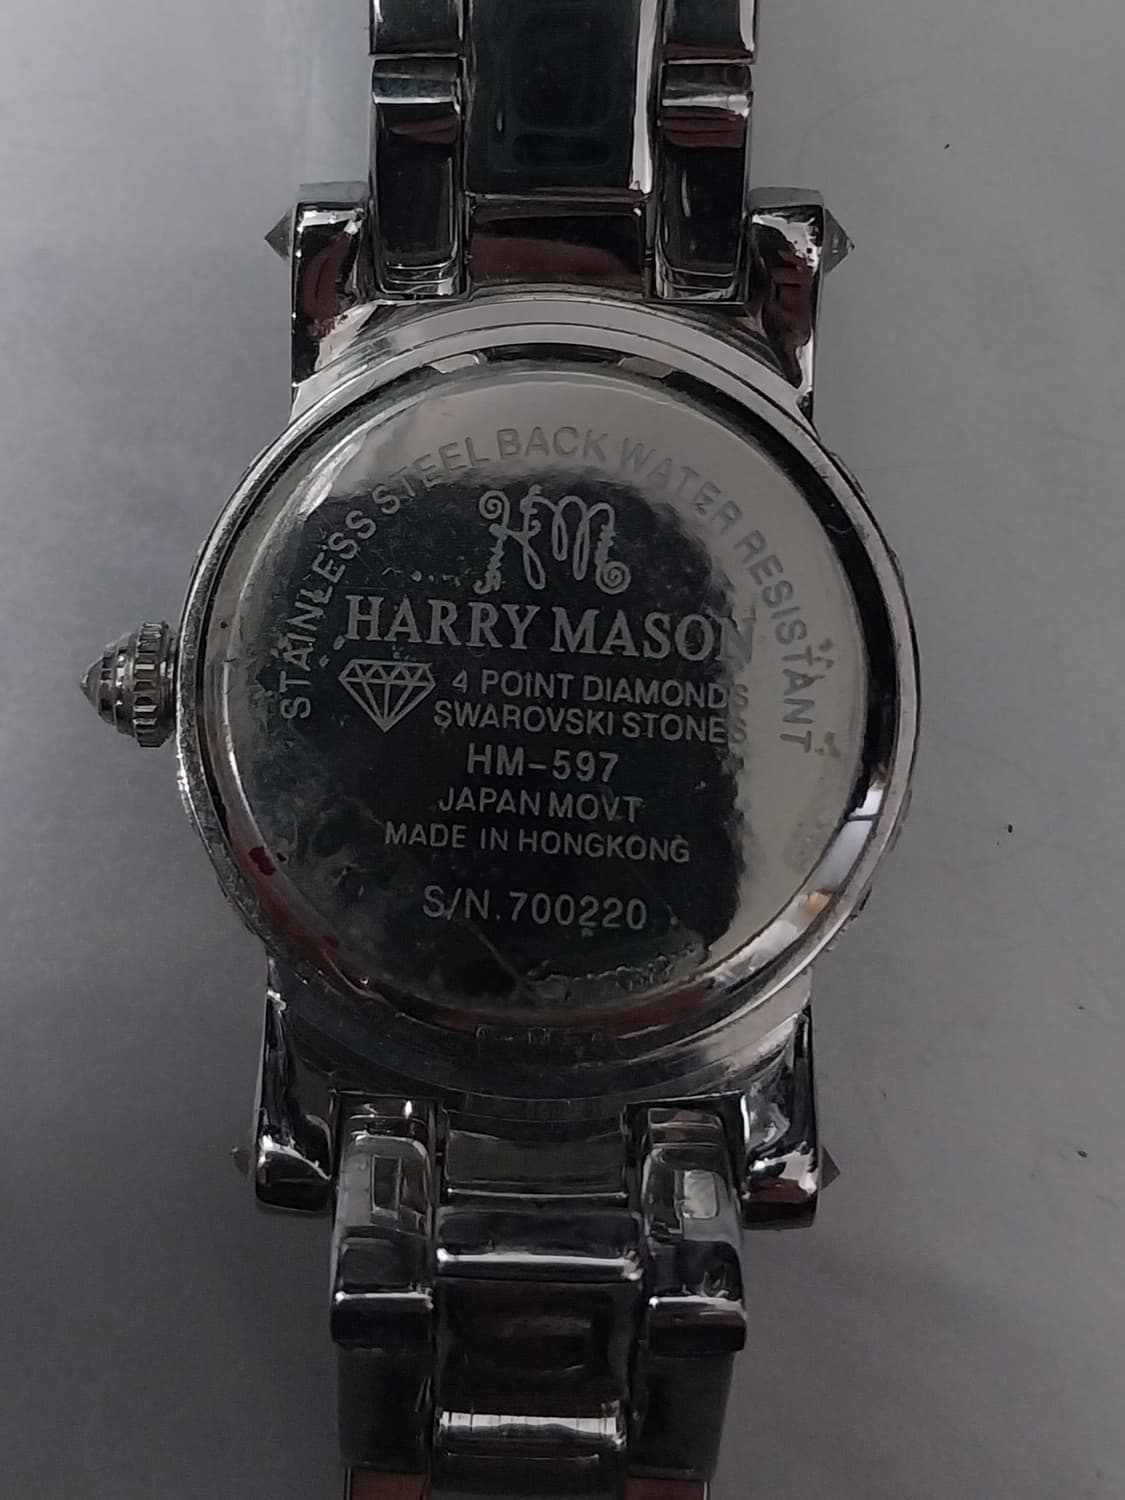 STAINLESS STEEL BACK WATER RESISTANT
HM
HARRY MASON
4 POINT DIAMONDS
SWAROVSKI STONES
HM-597
JAPAN MOV.T
MADE IN HONGKONG
S/N.700220